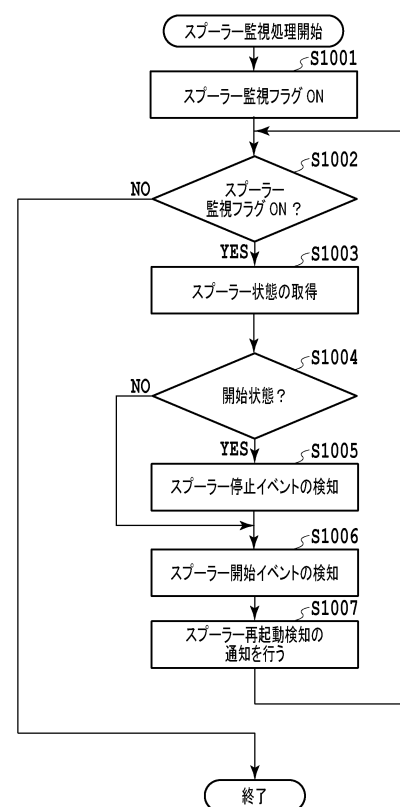 スプーラー監視処理開始
S1001
スプーラー監視フラグ ON
S1002
スプーラー
監視フラグ ON ?
NO
YES
S1003
スプーラー状態の取得
S1004
開始状態?
NO
YES
S1005
スプーラー停止イベントの検知
S1006
スプーラー開始イベントの検知
S1007
スプーラー再起動検知の
通知を行う
終了